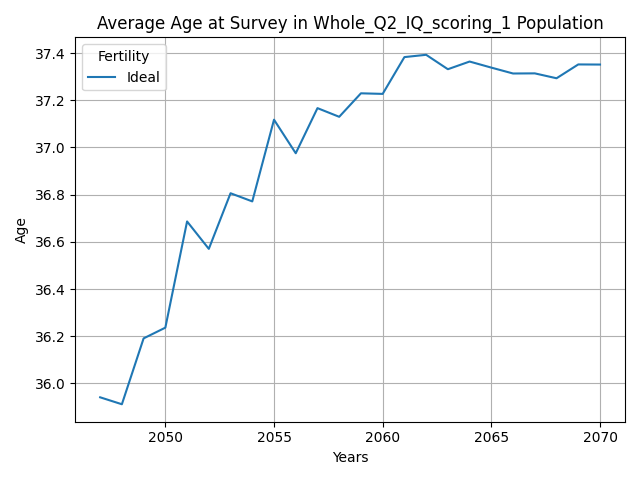 Average Age at Survey in Whole_Q2_IQ_scoring_1 Population
Fertility
Ideal
37.4
37.2
37.0
36.8
36.6
36.4
36.2
36.0
Age
2050
2055
2060
2065
2070
Years